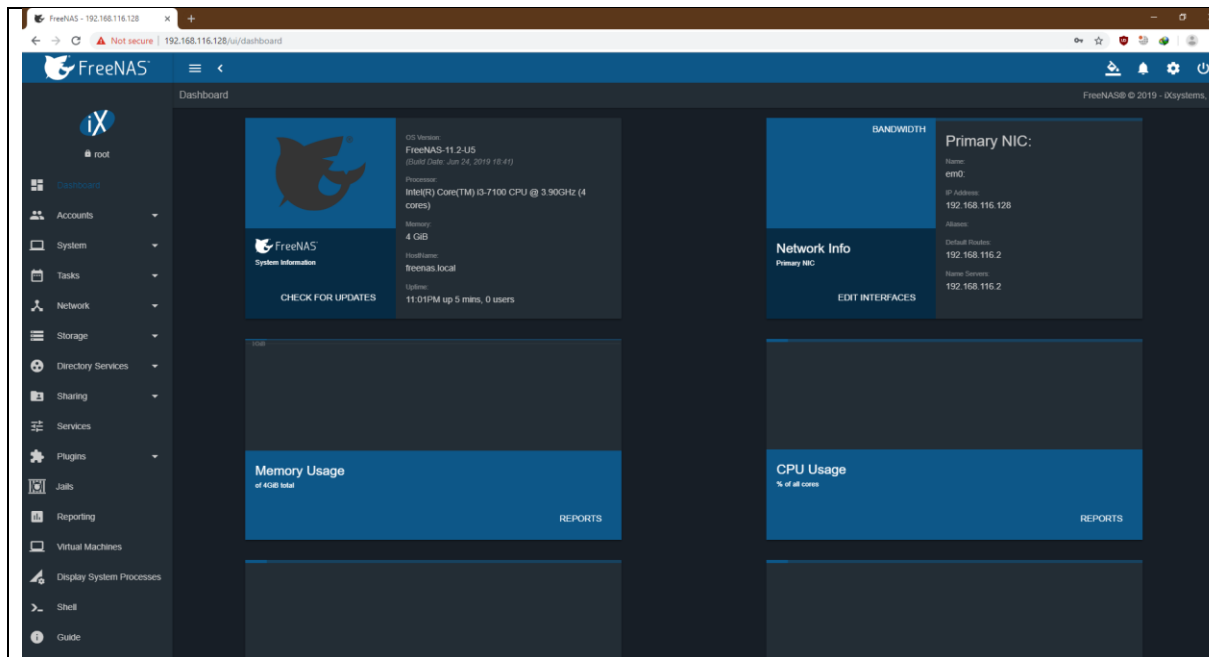 FreeNAS - 192.168.116.128
Not secure | 192.168.116.128/ui/dashboard
FreeNAS
Dashboard
FreeNAS® © 2019 - iXsystems,
iX
root
Dashboard
Accounts
System
Tasks
Network
Storage
Directory Services
Sharing
Services
Plugins
Jails
Reporting
Virtual Machines
Display System Processes
Shell
Guide
FreeNAS
System Information
CHECK FOR UPDATES
OS Version:
FreeNAS-11.2-U5
(Build Date: Jun 24, 2019 18:41)
Processor:
Intel(R) Core(TM) i3-7100 CPU @ 3.90GHz (4
cores)
Memory:
4 GiB
HostName:
freenas.local
Uptime:
11:01PM up 5 mins, 0 users
BANDWIDTH
Network Info
Primary NIC
EDIT INTERFACES
Primary NIC:
Name:
em0:
IP Address:
192.168.116.128
Aliases:
Default Routes:
192.168.116.2
Name Servers:
192.168.116.2
Memory Usage
of 4GiB total
REPORTS
CPU Usage
% of all cores
REPORTS